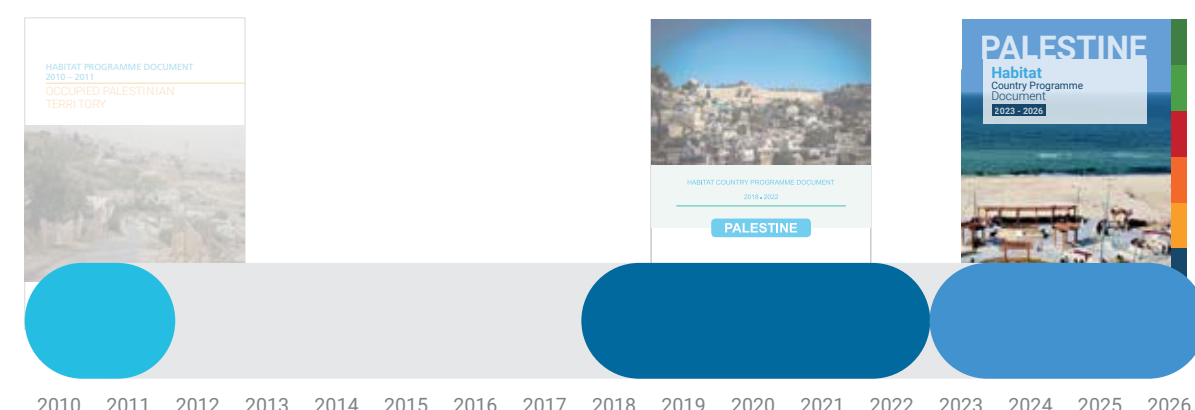 HABITAT PROGRAMME DOCUMENT
2010 – 2011
OCCUPIED PALESTINIAN
TERRITORY
HABITAT COUNTRY PROGRAMME DOCUMENT
2018 - 2022
PALESTINE
PALESTINE
Habitat
Country Programme
Document
2023 - 2026
2010 2011 2012 2013 2014 2015 2016 2017 2018 2019 2020 2021 2022 2023 2024 2025 2026